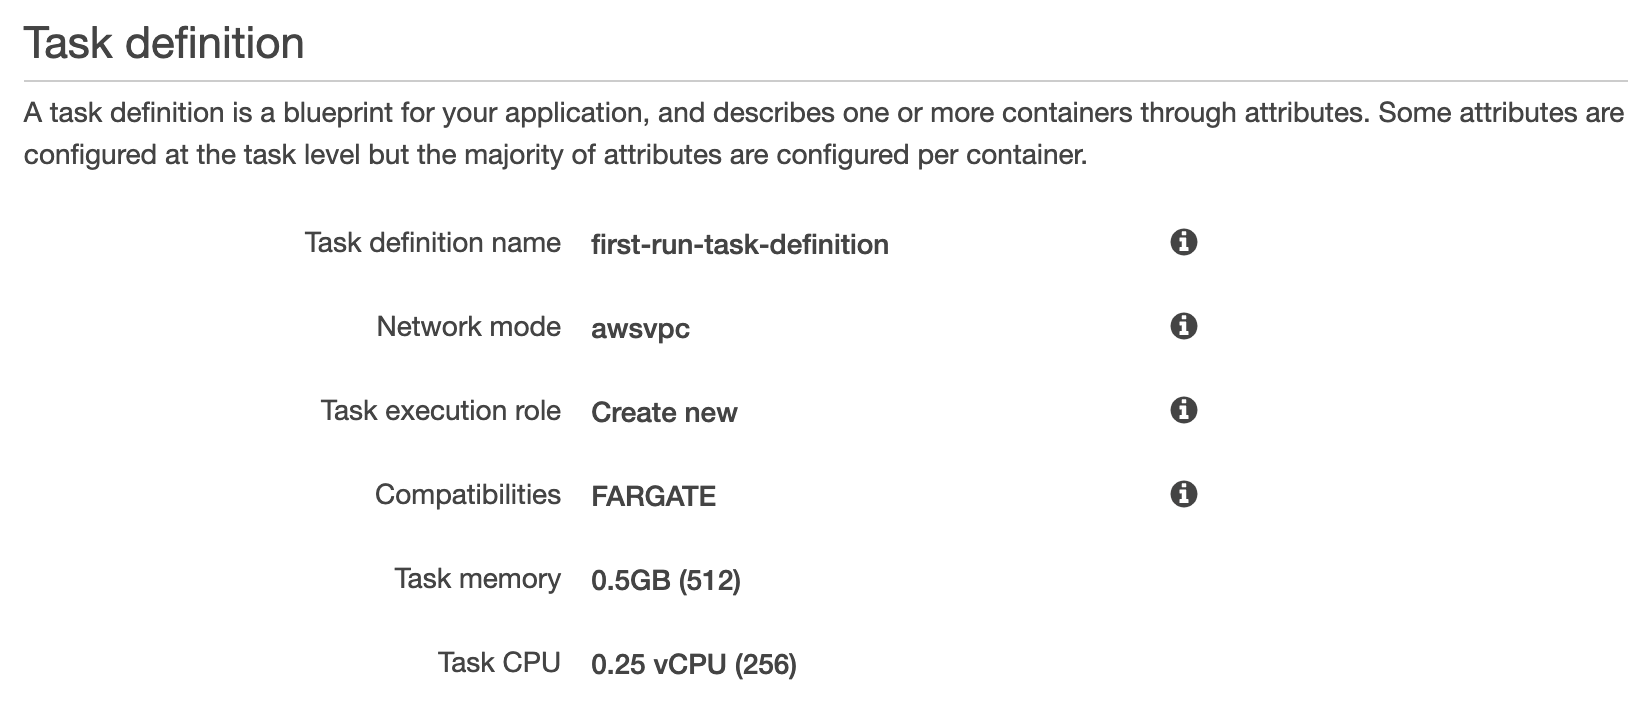 Task definition
A task definition is a blueprint for your application, and describes one or more containers through attributes. Some attributes are
configured at the task level but the majority of attributes are configured per container.
Task definition name first-run-task-definition
Network mode awsvpc
Task execution role Create new
Compatibilities FARGATE
Task memory 0.5GB (512)
Task CPU 0.25 vCPU (256)